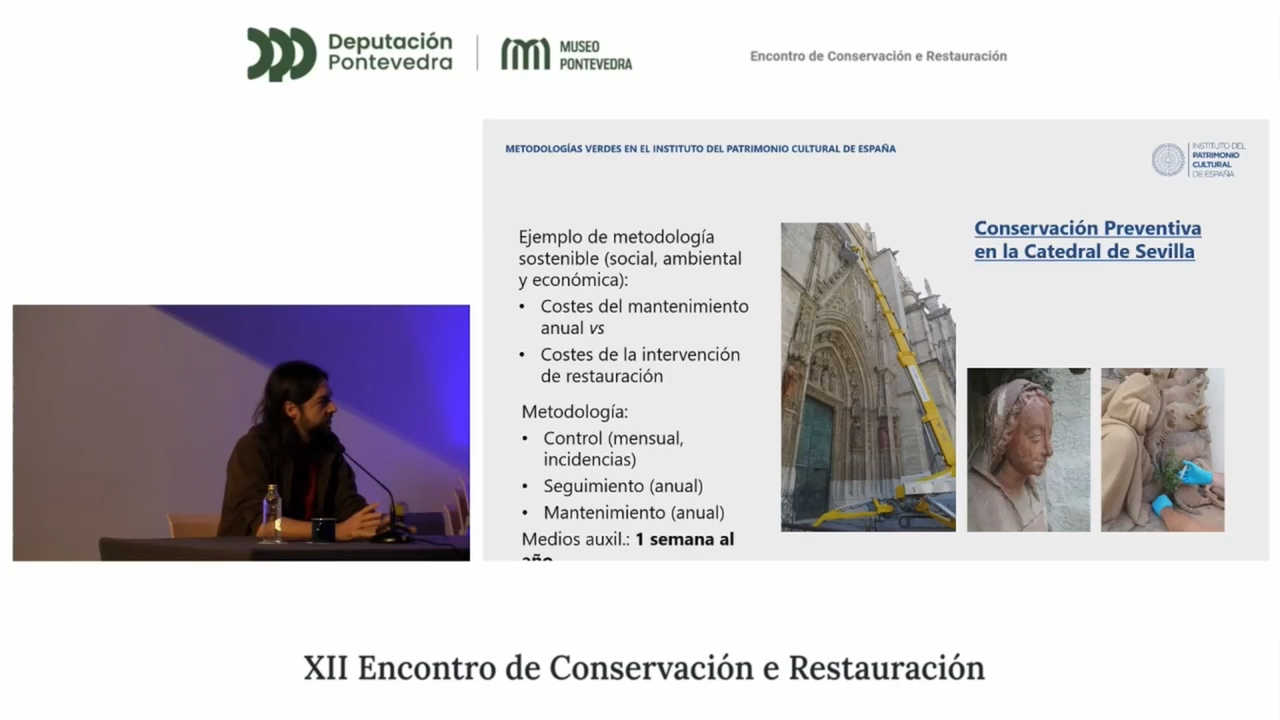 Deputación
Pontevedra
MUSEO
PONTEVEDRA
Encontro de Conservación e Restauración
METODOLOGÍAS VERDES EN EL INSTITUTO DEL PATRIMONIO CULTURAL DE ESPAÑA
INSTITUTO DEL
PATRIMONIO
CULTURAL
DE ESPAÑA
Ejemplo de metodología
sostenible (social, ambiental
y económica):
• Costes del mantenimiento
anual vs
• Costes de la intervención
de restauración
Metodología:
• Control (mensual,
incidencias)
• Seguimiento (anual)
• Mantenimiento (anual)
Medios auxil.: 1 semana al
año
Conservación Preventiva
en la Catedral de Sevilla
XII Encontro de Conservación e Restauración